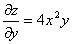 ∂z/∂y = 4x²y